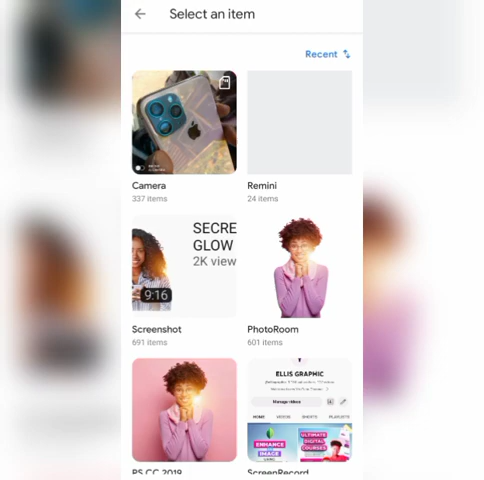 Select an item
Recent
Camera
337 items
Remini
24 items
SECRE
GLOW
2K view
9:16
Screenshot
691 items
PhotoRoom
601 items
ELLIS GRAPHIC
Manage videos
HOME VIDEOS SHORTS PLAYLISTS
ENHANCE
IMAGE
ULTIMATE
DIGITAL
COURSES
PS CC 2019
ScreenRecord